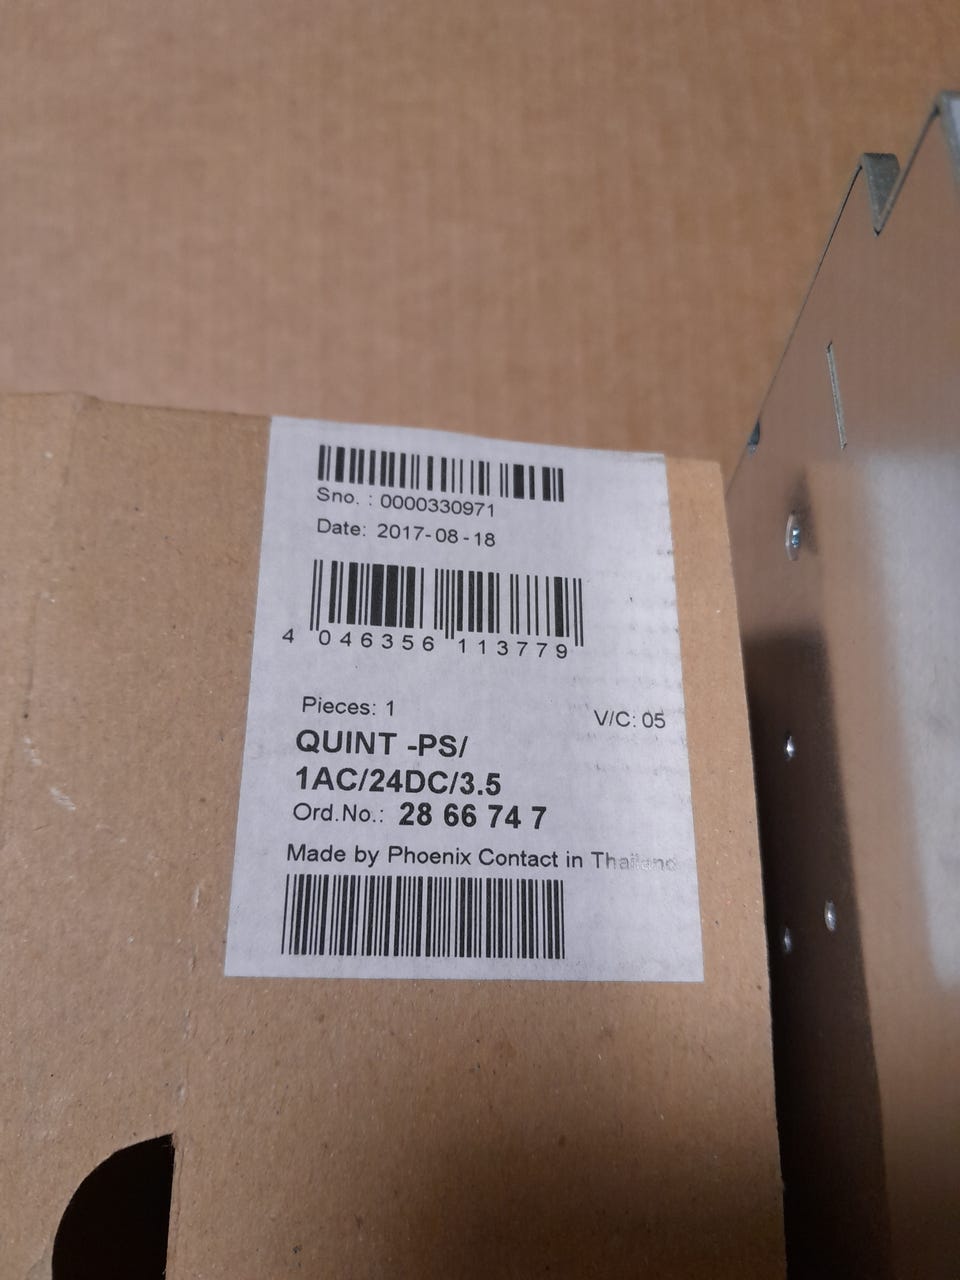 Sno. : 0000330971
Date: 2017-08-18
4 046356 113779
Pieces: 1
V/C: 05
QUINT -PS/
1AC/24DC/3.5
Ord.No.: 28 66 74 7
Made by Phoenix Contact in Thailand